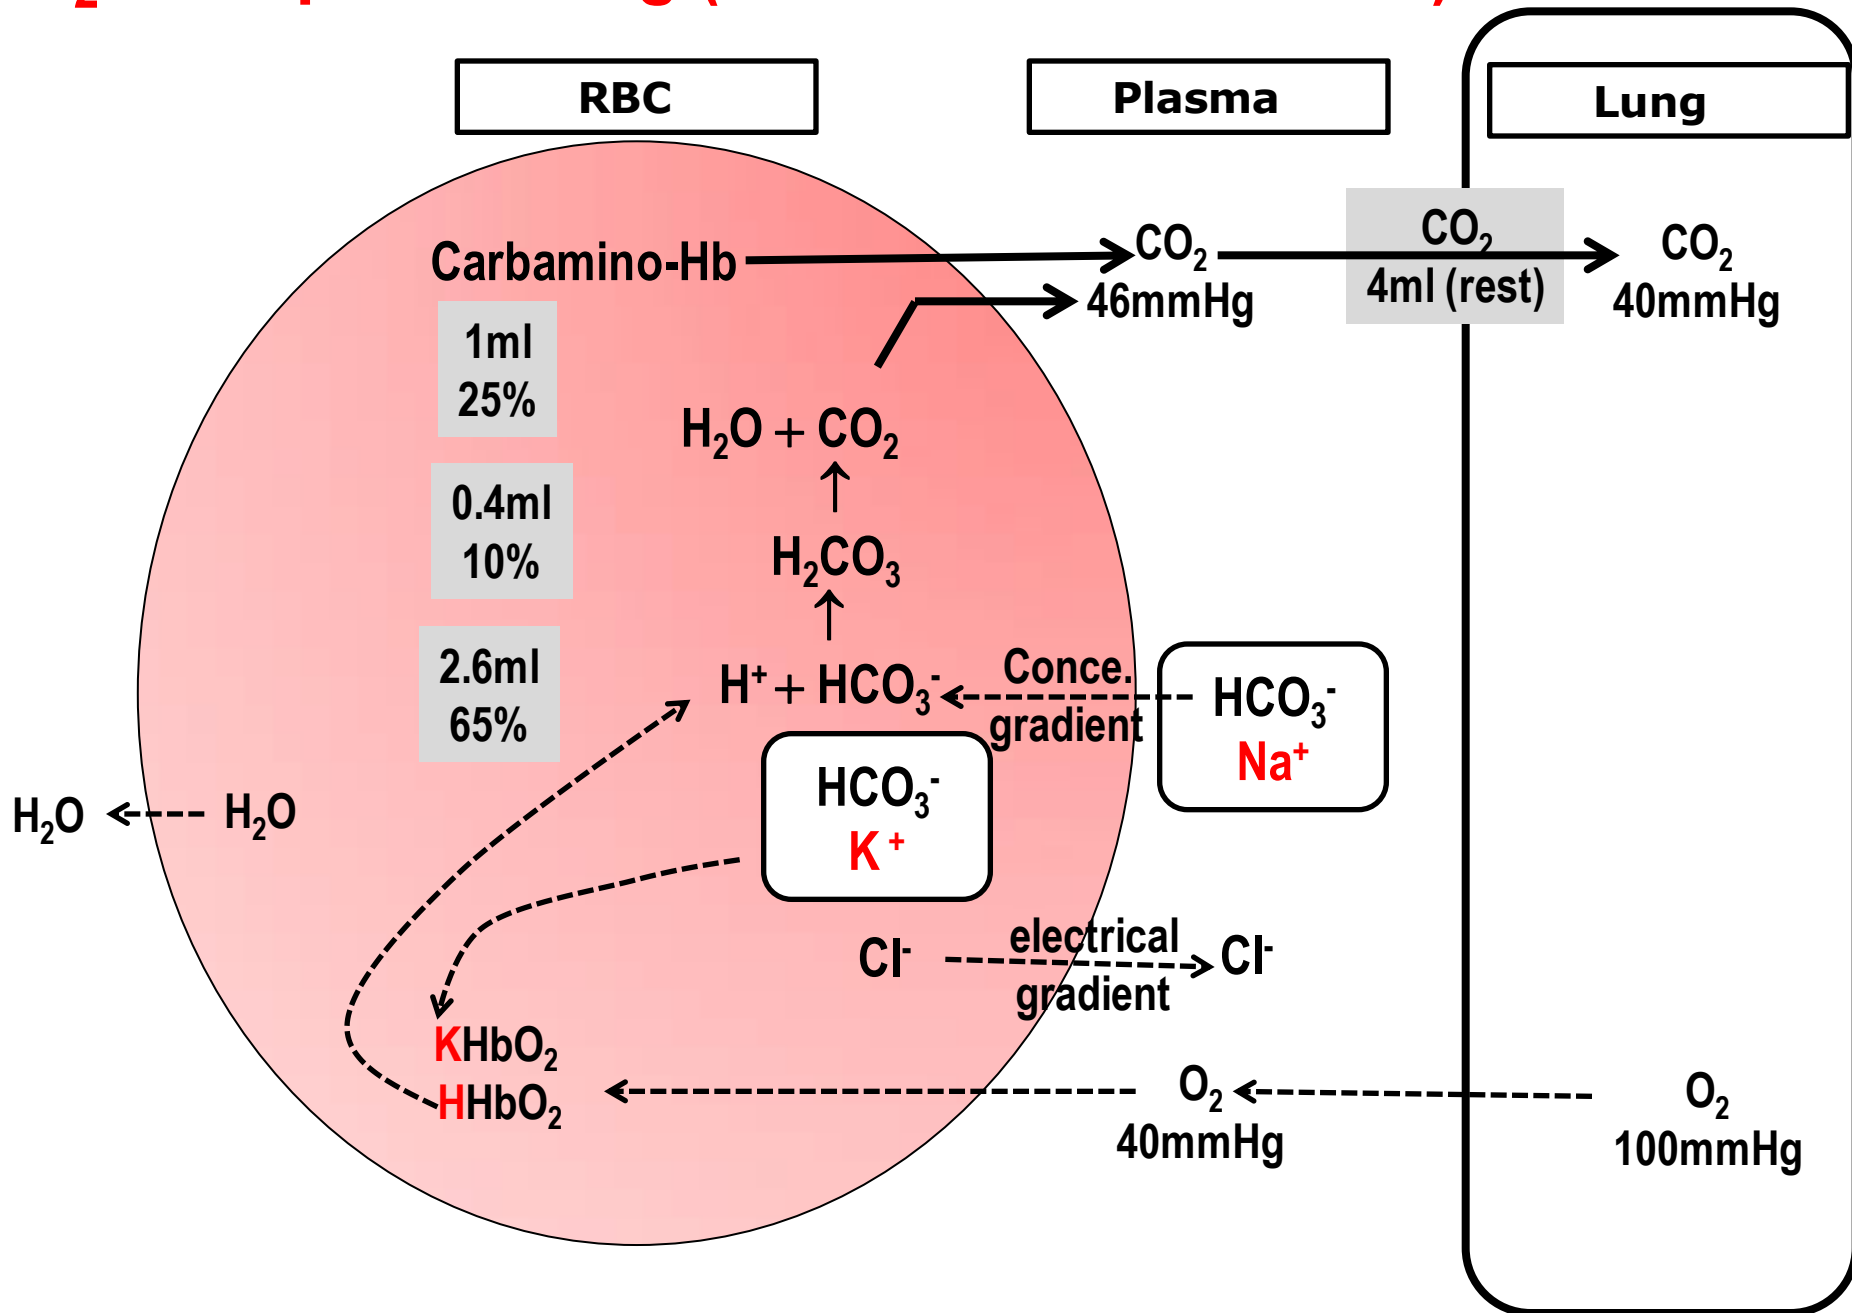 RBC
Plasma
Lung
Carbamino-Hb
CO₂
46mmHg
CO₂
4ml (rest)
CO₂
40mmHg
1ml
25%
H₂O + CO₂
0.4ml
10%
H₂CO₃
2.6ml
65%
H⁺ + HCO₃⁻
Conce.
gradient
HCO₃⁻
Na⁺
HCO₃⁻
K⁺
H₂O
H₂O
Cl⁻
electrical
gradient
Cl⁻
KHbO₂
HHbO₂
O₂
40mmHg
O₂
100mmHg